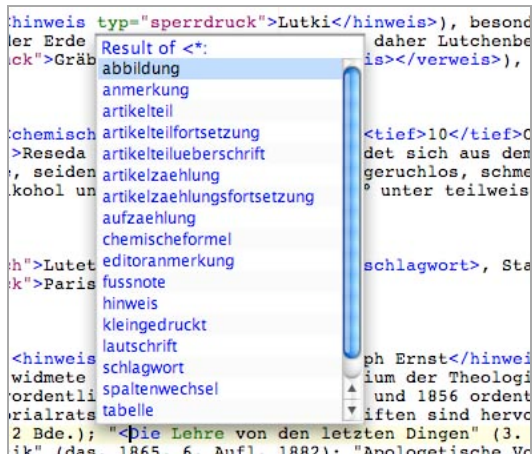 hinweis typ="sperrdruck">Lutki</hinweis>), besond
der Erde daher Lutchenbe
ck">Gräb is></verweis>),
Result of <*:
abbildung
anmerkung
artikelteil
artikelteilfortsetzung
artikelteilueberschrift
artikelzaehlung
artikelzaehlungsfortsetzung
aufzaehlung
chemischeformel
editoranmerkung
fussnote
hinweis
kleingedruckt
lautschrift
schlagwort
spaltenwechsel
tabelle
chemisch <tief>10</tief>O
">Reseda det sich aus dem
, seiden geruchlos, schme
kohol un ° unter teilweis
ch">Lutet schlagwort>, Sta
k">Paris
<hinweis ph Ernst</hinwei
widmete ium der Theologi
ordentli und 1856 ordent
rialrats iften sind hervo
2 Bde.); "<Die Lehre von den letzten Dingen" (3.
ik" (das. 1865, 6. Aufl. 1882); "Apologetische Vo